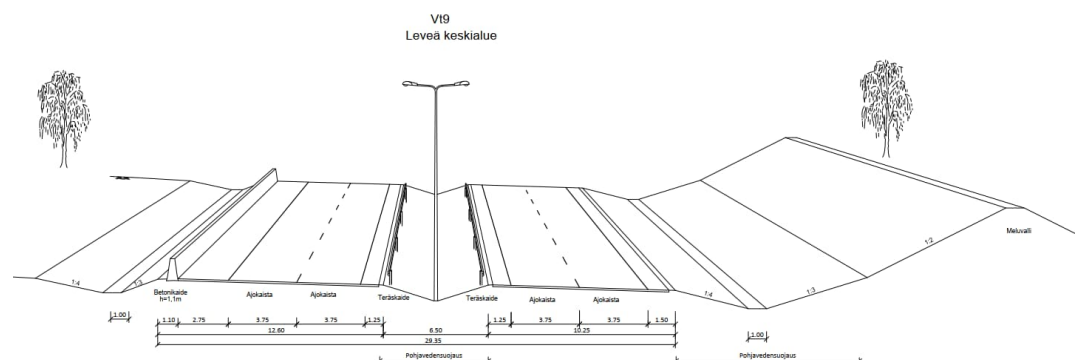 Vt9
Leveä keskialue
Meluvalli
1:2
1:4
1:3
1:4
1:3
Betonikaide
h=1,1m
Ajokaista
Ajokaista
Teräskaide
Teräskaide
Ajokaista
Ajokaista
1.00
1.10
2.75
3.75
3.75
1.25
1.25
3.75
3.75
1.50
1.00
12.60
6.50
10.25
29.35
Pohjavedensuojaus
Pohjavedensuojaus